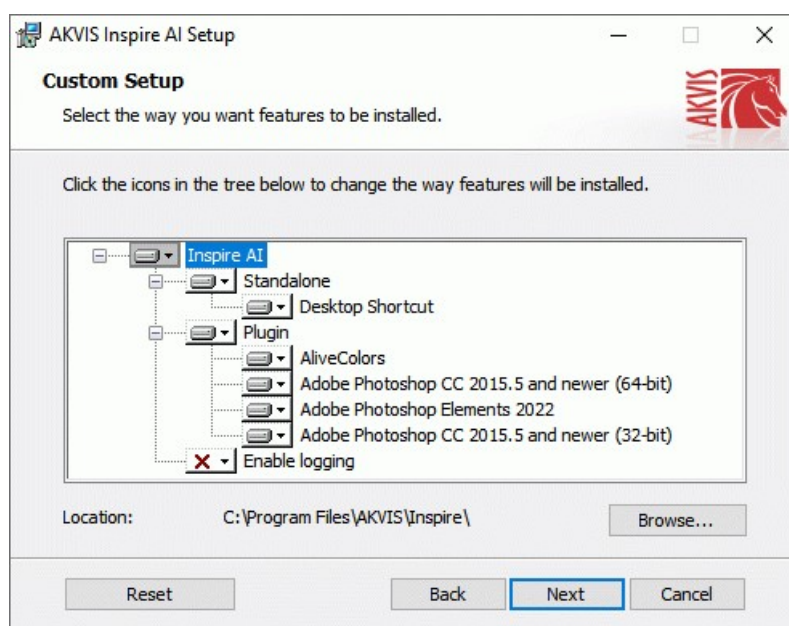 AKVIS Inspire AI Setup
Custom Setup
Select the way you want features to be installed.
AKVIS
Click the icons in the tree below to change the way features will be installed.
Inspire AI
Standalone
Desktop Shortcut
Plugin
AliveColors
Adobe Photoshop CC 2015.5 and newer (64-bit)
Adobe Photoshop Elements 2022
Adobe Photoshop CC 2015.5 and newer (32-bit)
Enable logging
Location: C:\Program Files\AKVIS\Inspire\ Browse...
Reset Back Next Cancel